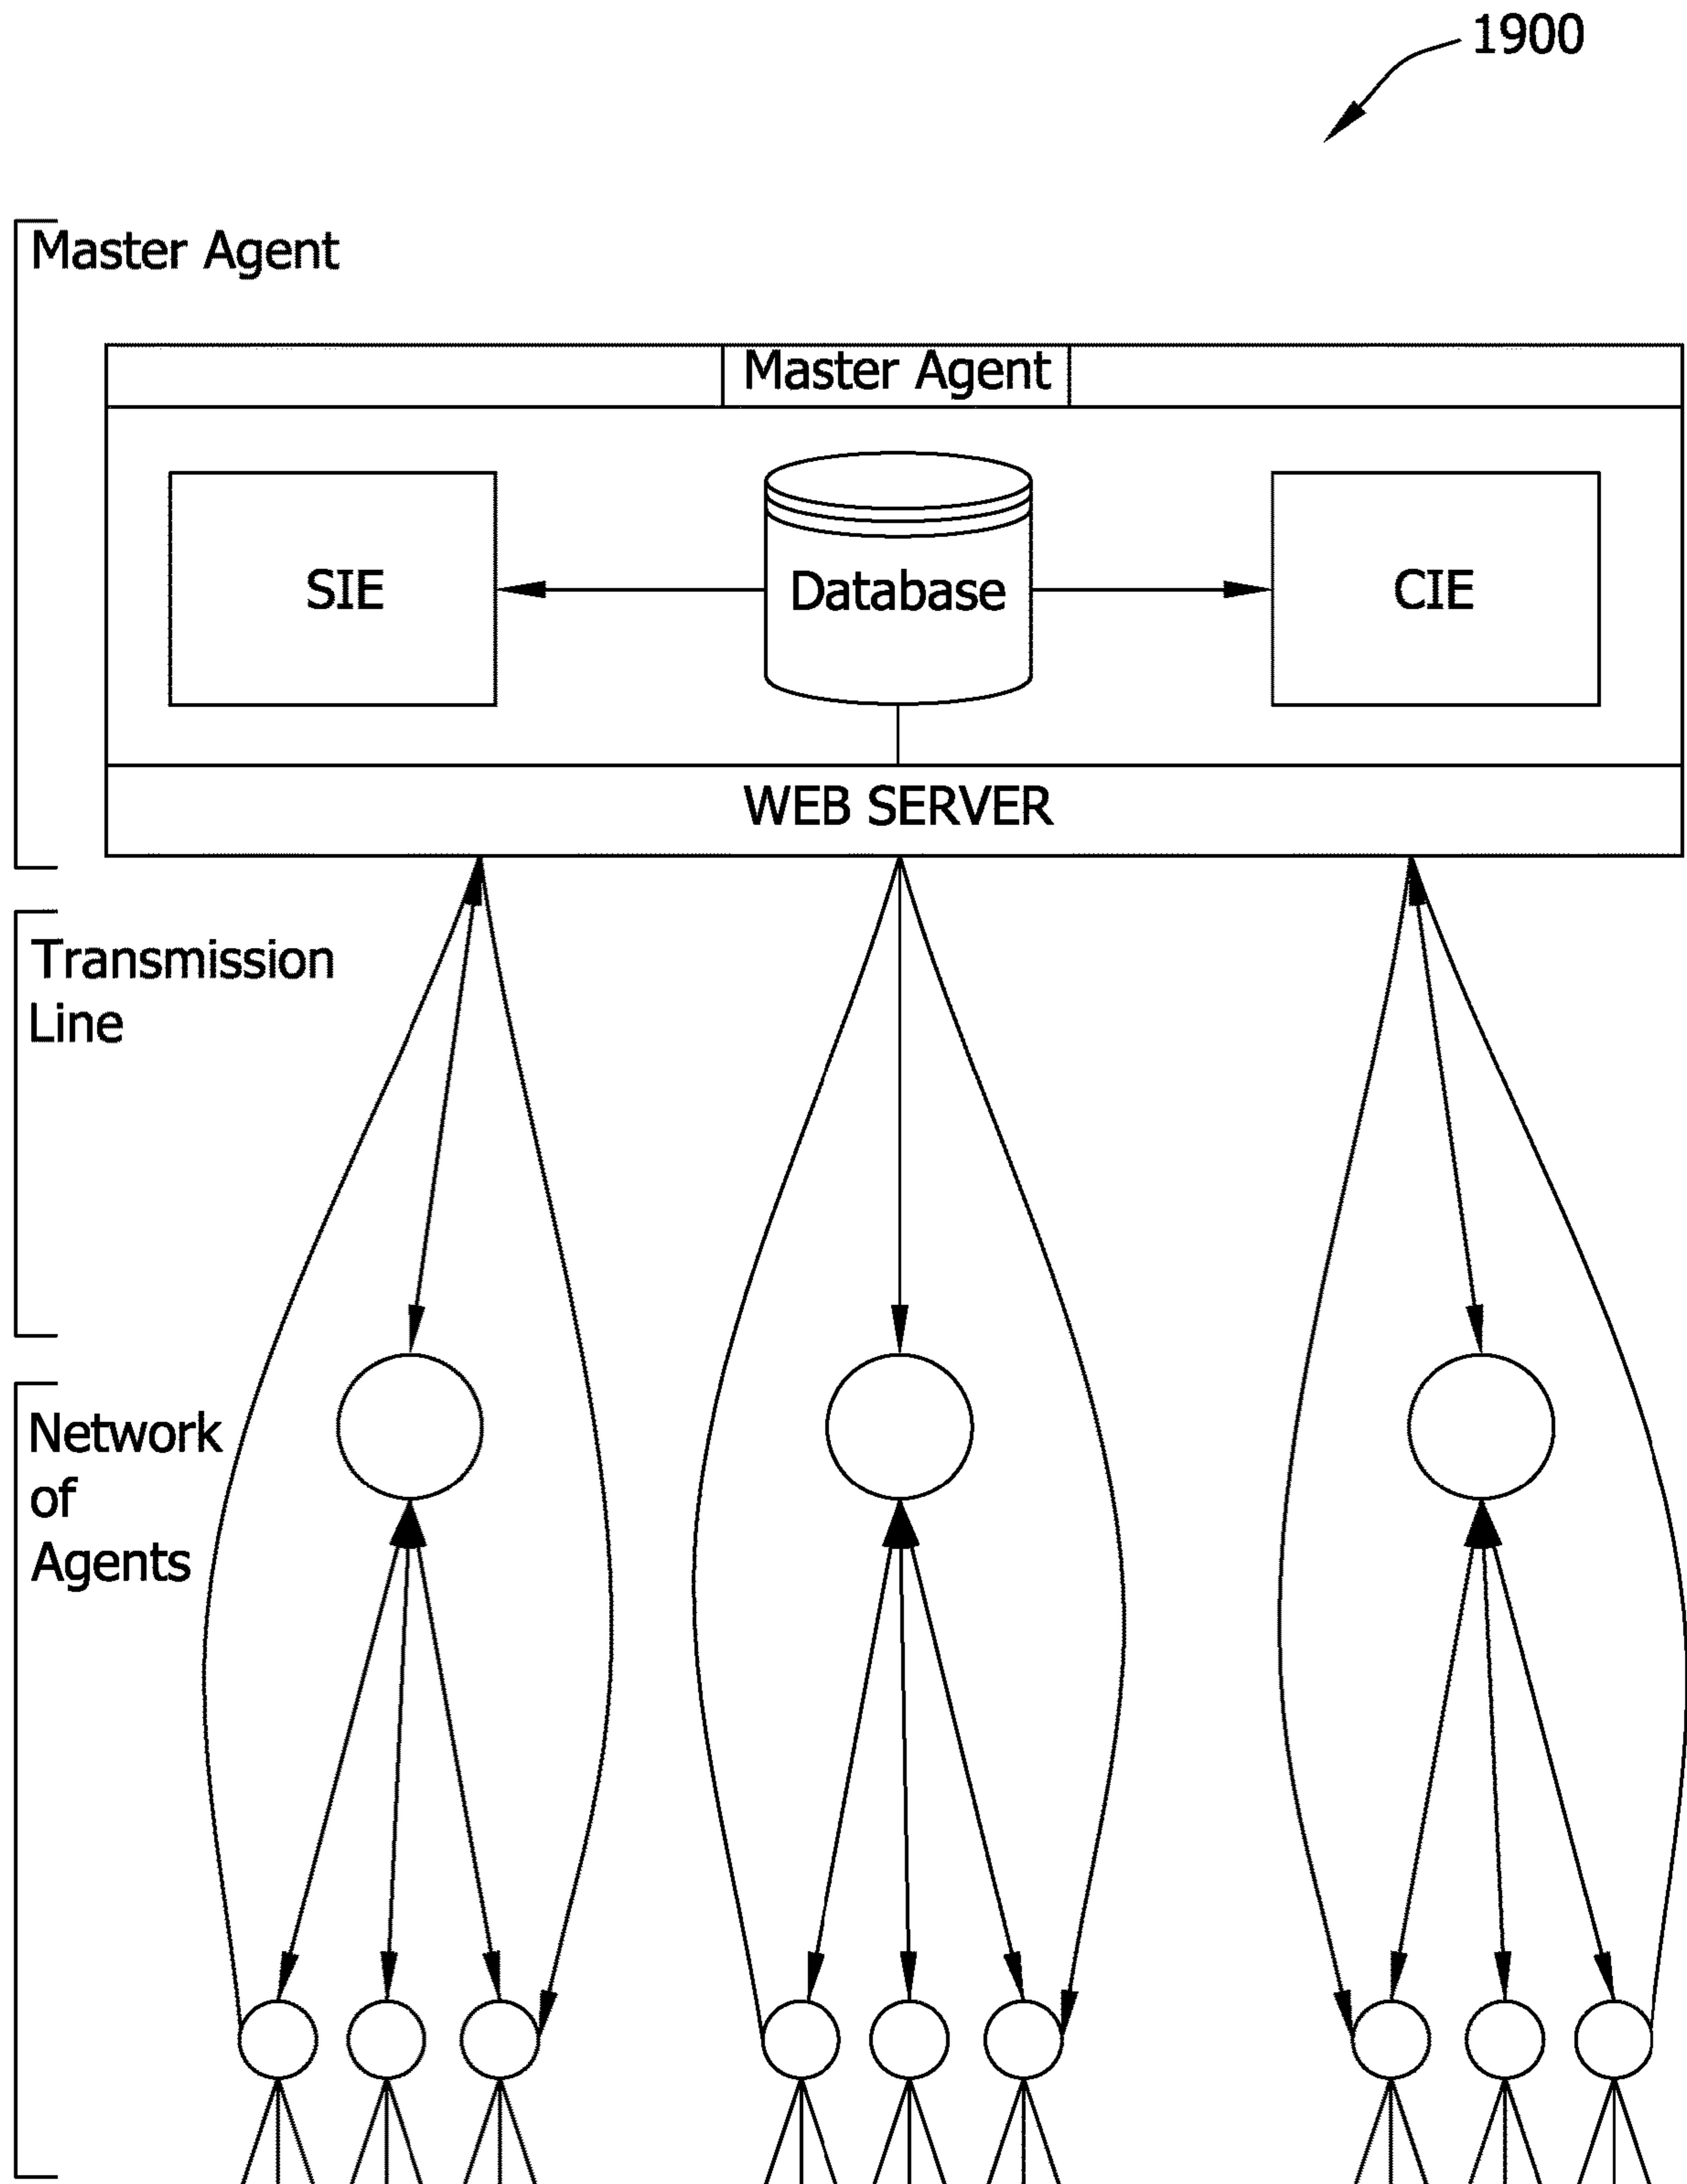 1900
Master Agent
Master Agent
SIE
Database
CIE
WEB SERVER
Transmission
Line
Network
of
Agents